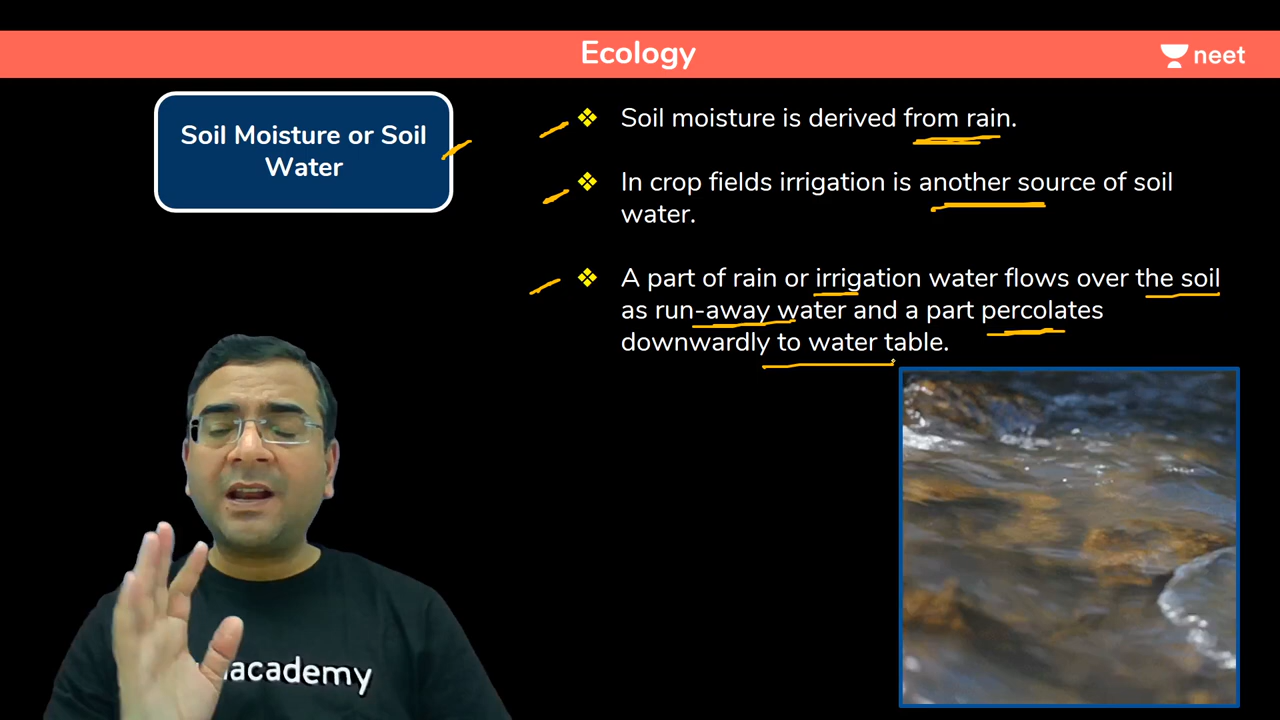 Ecology
neet
Soil Moisture or Soil
Water
❖ Soil moisture is derived from rain.
❖ In crop fields irrigation is another source of soil
water.
❖ A part of rain or irrigation water flows over the soil
as run-away water and a part percolates
downwardly to water table.
nacademy